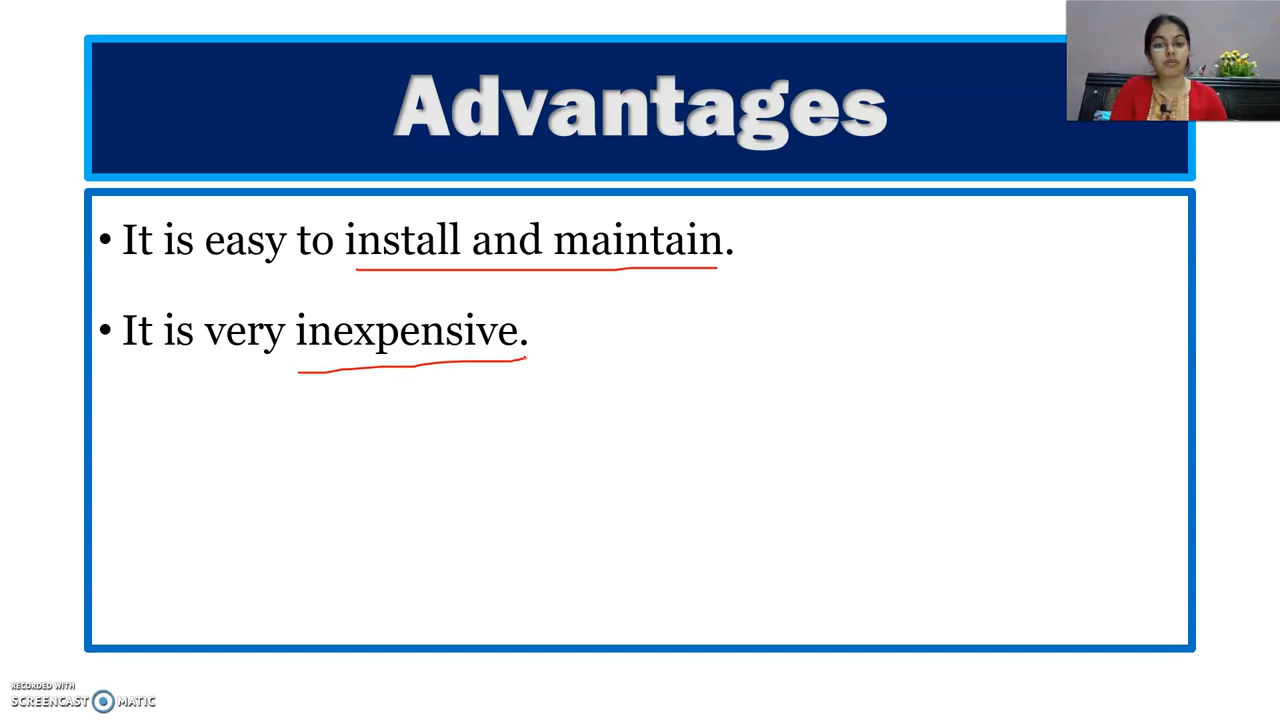 Advantages
• It is easy to install and maintain.
• It is very inexpensive.
RECORDED WITH
SCREENCAST MATIC